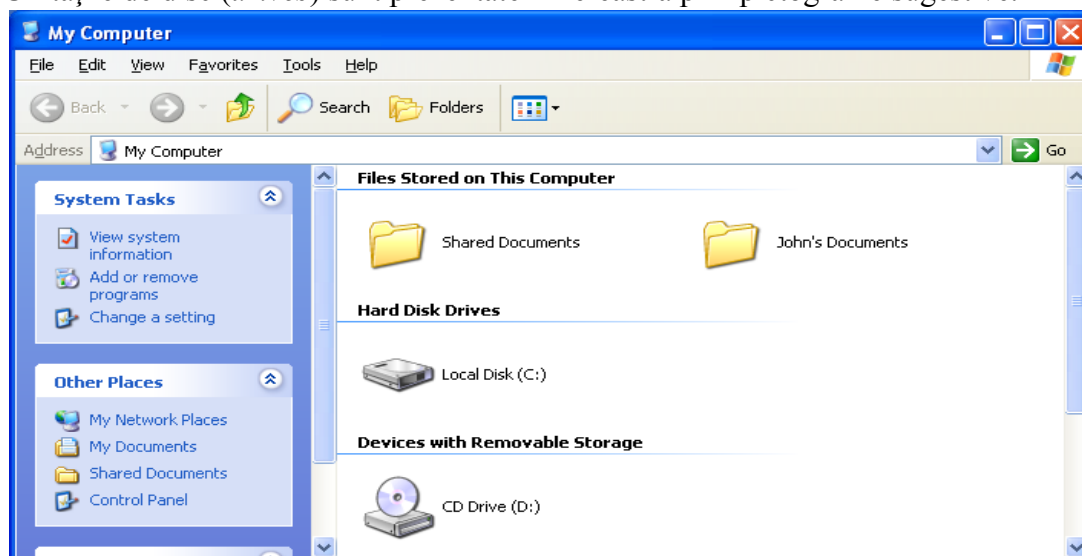 de disc
sunt
My Computer
File Edit View Favorites Tools Help
Back Search Folders
Address My Computer Go
System Tasks
View system
information
Add or remove
programs
Change a setting
Other Places
My Network Places
My Documents
Shared Documents
Control Panel
Files Stored on This Computer
Shared Documents John's Documents
Hard Disk Drives
Local Disk (C:)
Devices with Removable Storage
CD Drive (D:)